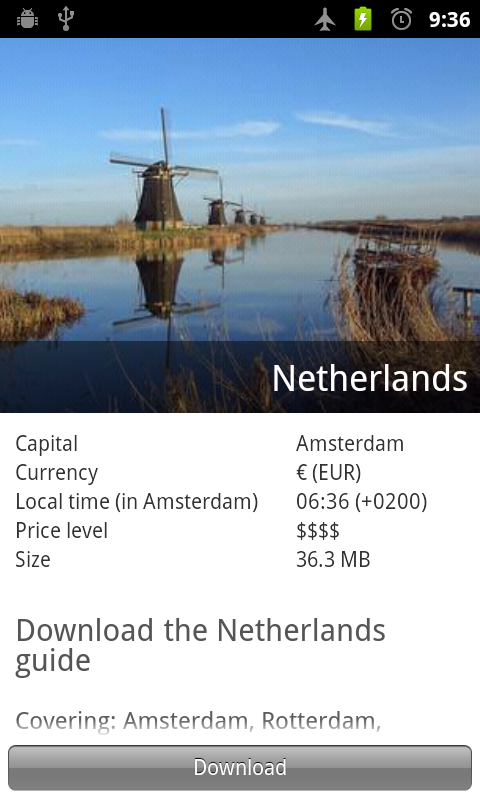 9:36
Netherlands
Capital Amsterdam
Currency € (EUR)
Local time (in Amsterdam) 06:36 (+0200)
Price level $$$$
Size 36.3 MB
Download the Netherlands
guide
Covering: Amsterdam, Rotterdam,
Download